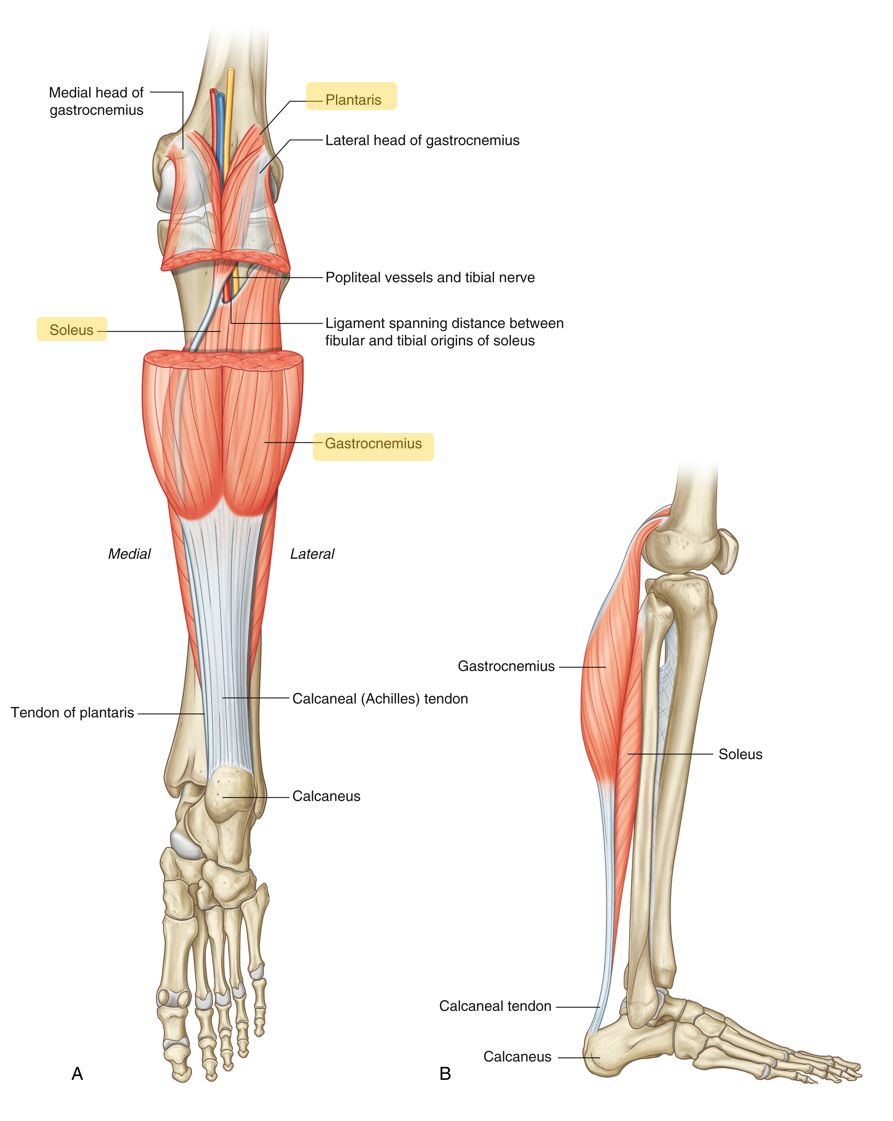 Medial head of
gastrocnemius
Plantaris
Lateral head of gastrocnemius
Popliteal vessels and tibial nerve
Soleus
Ligament spanning distance between
fibular and tibial origins of soleus
Gastrocnemius
Medial
Lateral
Gastrocnemius
Calcaneal (Achilles) tendon
Tendon of plantaris
Soleus
Calcaneus
Calcaneal tendon
Calcaneus
A
B